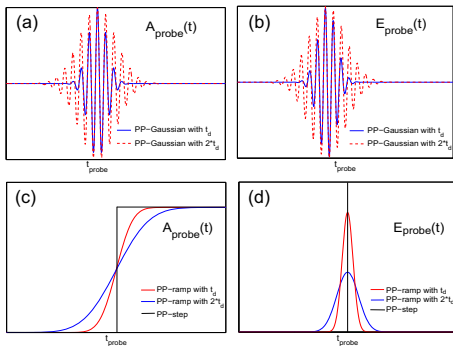 (a) A_probe(t)
PP-Gaussian with t_d
PP-Gaussian with 2*t_d
t_probe
(b) E_probe(t)
PP-Gaussian with t_d
PP-Gaussian with 2*t_d
t_probe
(c) A_probe(t)
PP-ramp with t_d
PP-ramp with 2*t_d
PP-step
t_probe
(d) E_probe(t)
PP-ramp with t_d
PP-ramp with 2*t_d
PP-step
t_probe